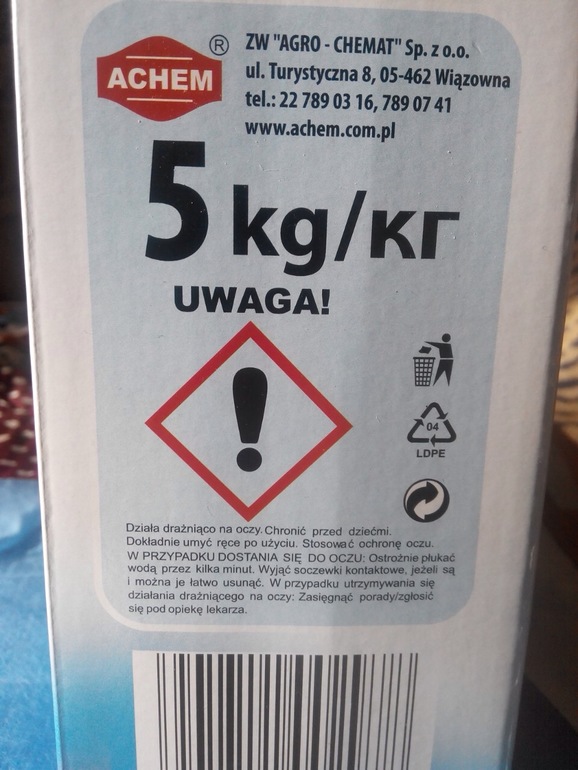 ACHEM ®
ZW "AGRO - CHEMAT" Sp. z o.o.
ul. Turystyczna 8, 05-462 Wiązowna
tel.: 22 789 03 16, 789 07 41
www.achem.com.pl
5 kg/кг
UWAGA!
04
LDPE
Działa drażniąco na oczy. Chronić przed dziećmi.
Dokładnie umyć ręce po użyciu. Stosować ochronę oczu.
W PRZYPADKU DOSTANIA SIĘ DO OCZU: Ostrożnie płukać
wodą przez kilka minut. Wyjąć soczewki kontaktowe, jeżeli są
i można je łatwo usunąć. W przypadku utrzymywania się
działania drażniącego na oczy: Zasięgnąć porady/zgłosić
się pod opiekę lekarza.